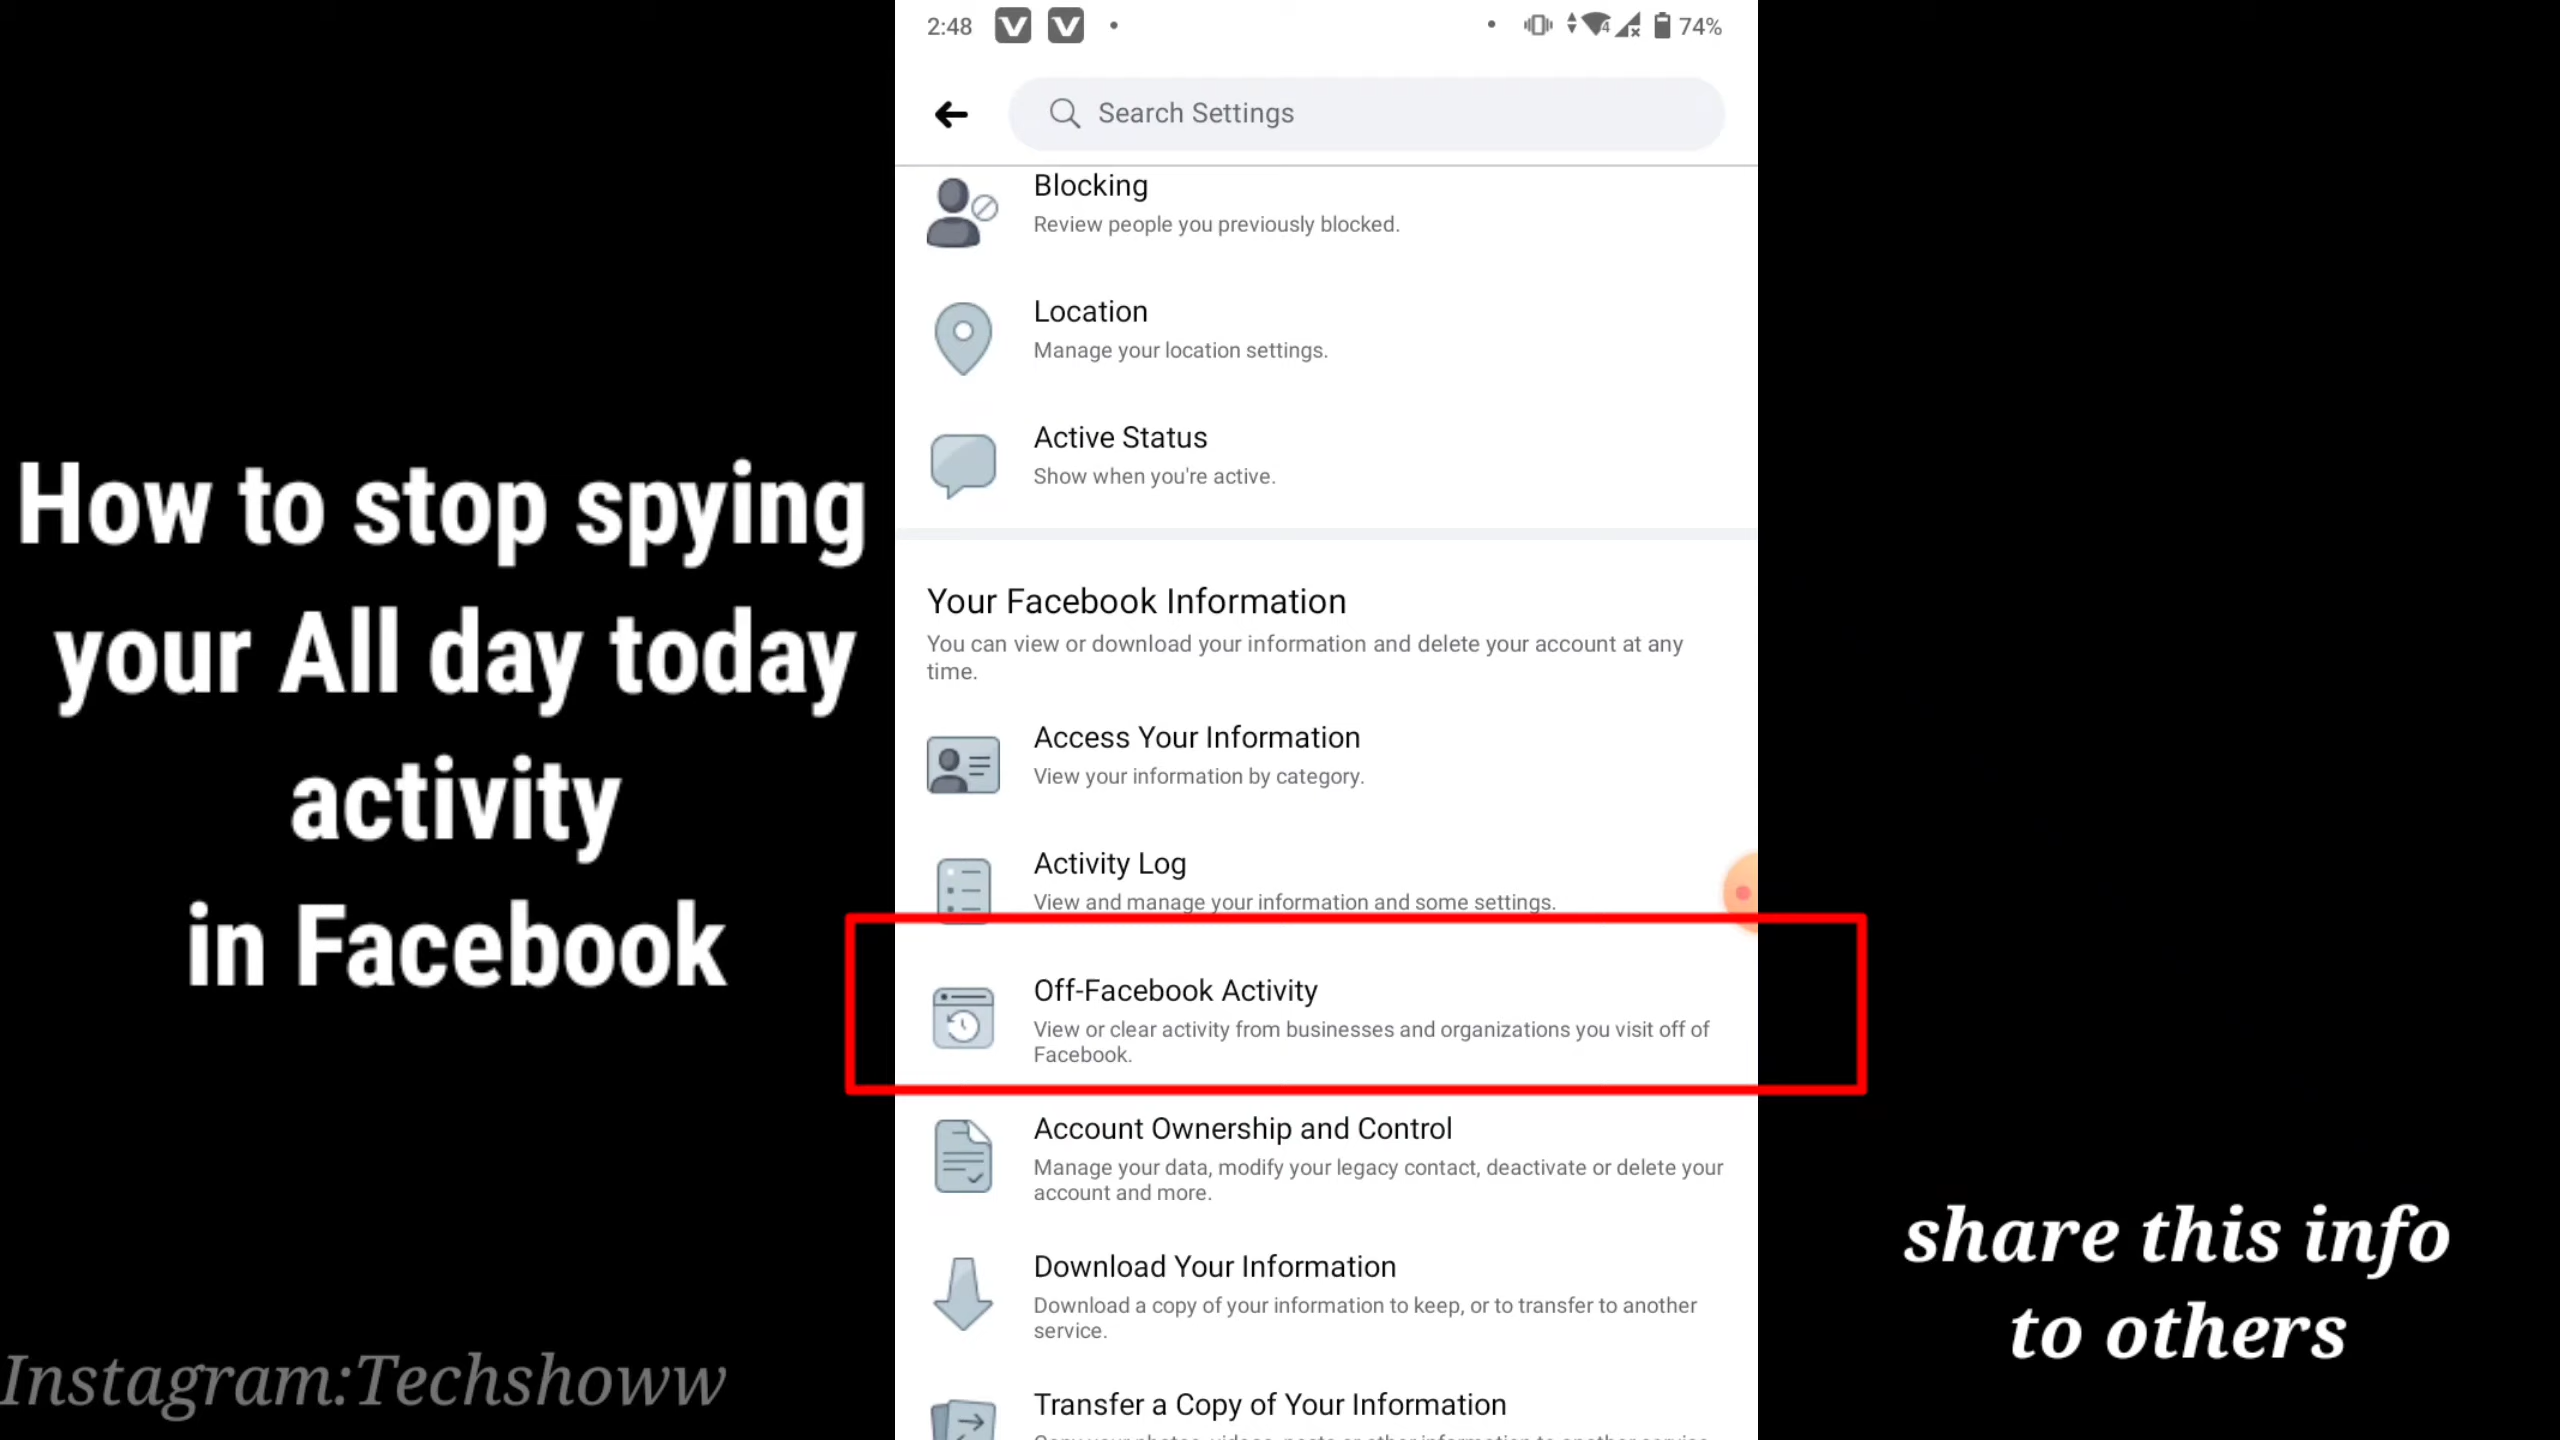 2:48
74%
Search Settings
Blocking
Review people you previously blocked.
Location
Manage your location settings.
Active Status
Show when you're active.
Your Facebook Information
You can view or download your information and delete your account at any
time.
Access Your Information
View your information by category.
Activity Log
View and manage your information and some settings.
Off-Facebook Activity
View or clear activity from businesses and organizations you visit off of
Facebook.
Account Ownership and Control
Manage your data, modify your legacy contact, deactivate or delete your
account and more.
Download Your Information
Download a copy of your information to keep, or to transfer to another
service.
Transfer a Copy of Your Information
How to stop spying
your All day today
activity
in Facebook
Instagram:Techshoww
share this info
to others